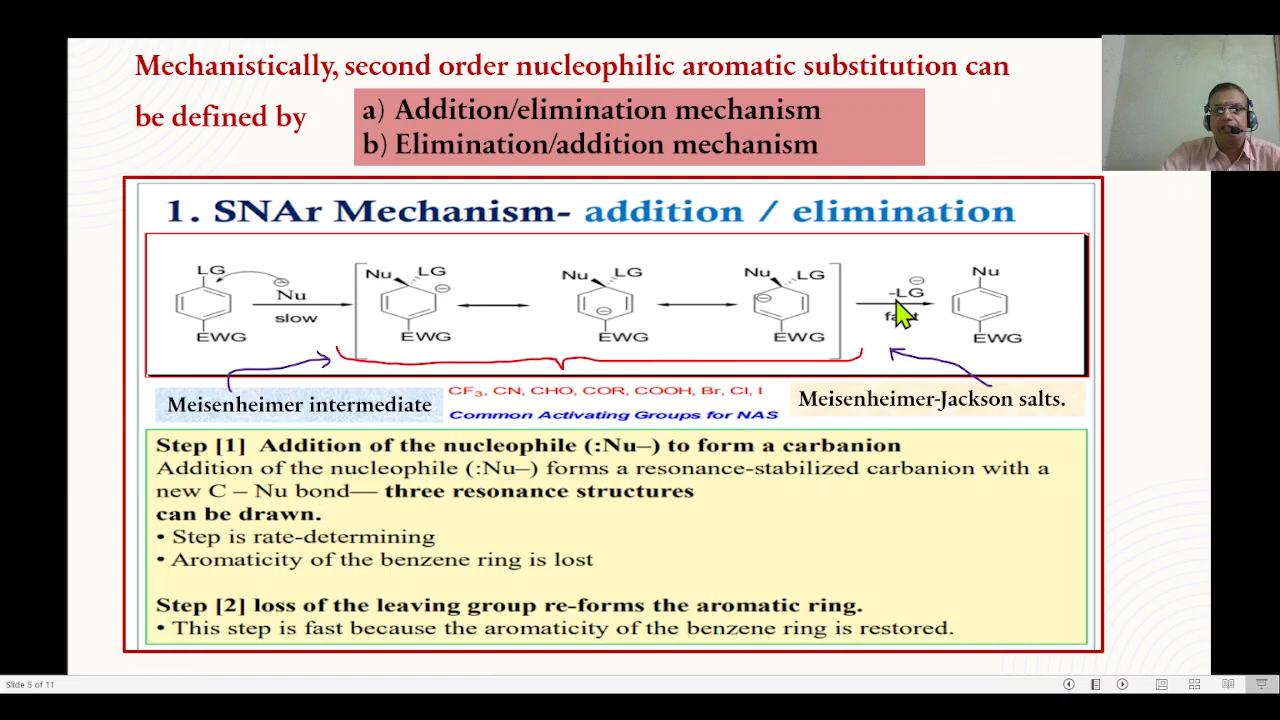 Mechanistically, second order nucleophilic aromatic substitution can
be defined by
a) Addition/elimination mechanism
b) Elimination/addition mechanism
1. SNAr Mechanism- addition / elimination
LG
Nu
slow
EWG
Nu LG
EWG
Nu LG
EWG
Nu LG
EWG
-LG
Nu
EWG
Meisenheimer intermediate
CF3, CN, CHO, COR, COOH, Br, Cl, I
Common Activating Groups for NAS
Meisenheimer-Jackson salts.
Step [1] Addition of the nucleophile (:Nu–) to form a carbanion
Addition of the nucleophile (:Nu–) forms a resonance-stabilized carbanion with a
new C – Nu bond— three resonance structures
can be drawn.
• Step is rate-determining
• Aromaticity of the benzene ring is lost
Step [2] loss of the leaving group re-forms the aromatic ring.
• This step is fast because the aromaticity of the benzene ring is restored.
Slide 5 of 11